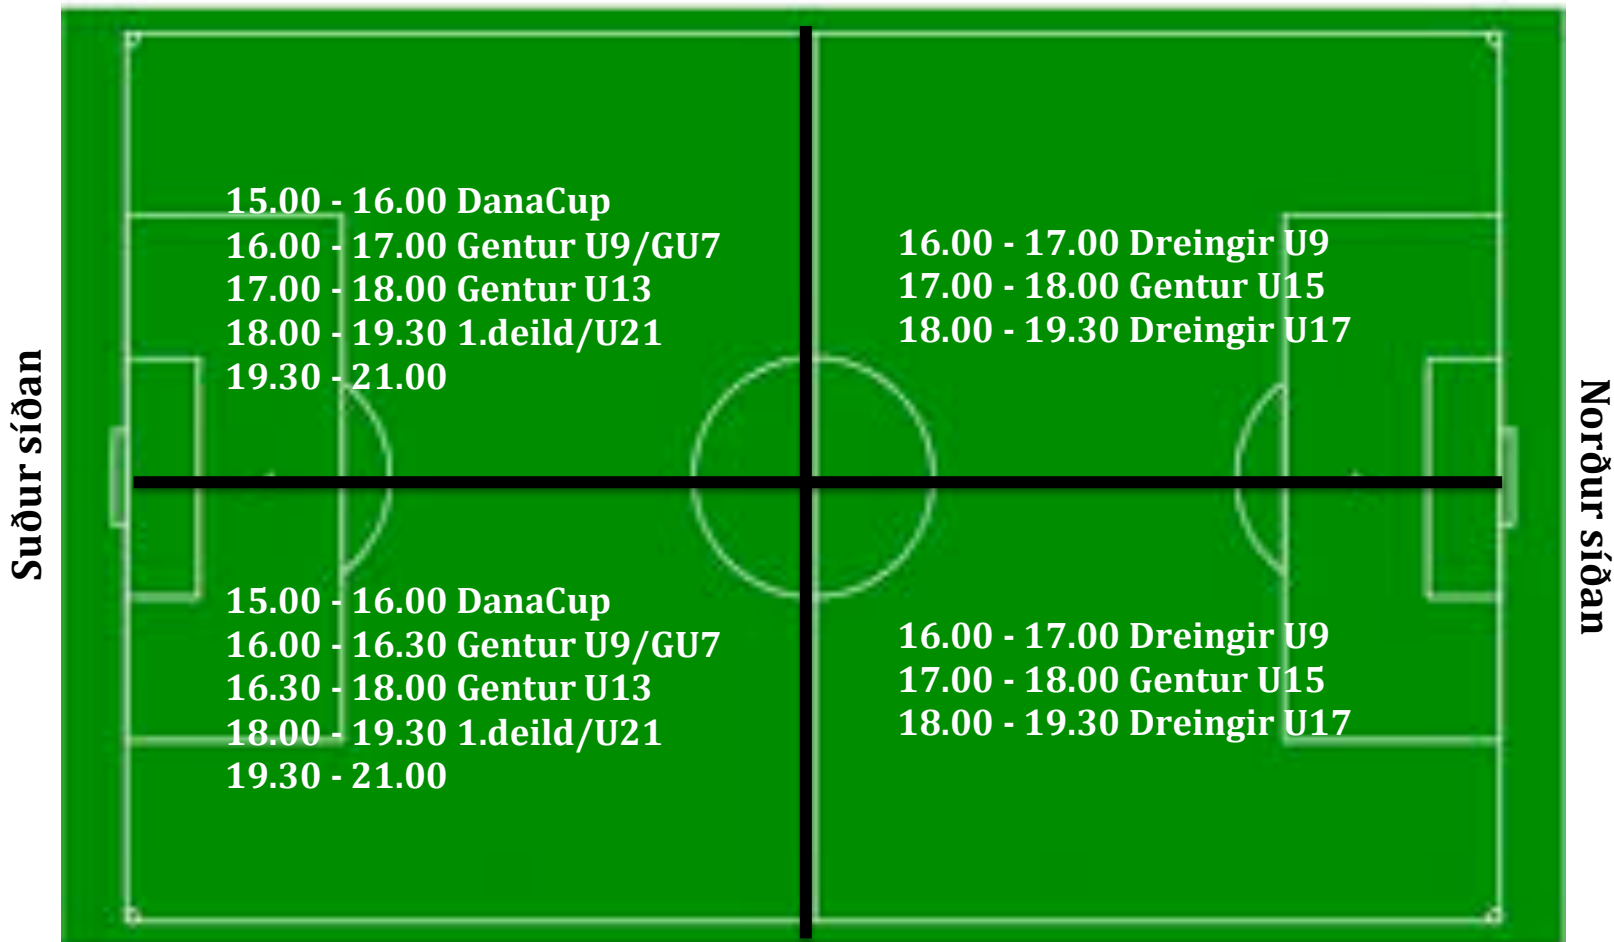 Suður síðan
15.00 - 16.00 DanaCup
16.00 - 17.00 Gentur U9/GU7
17.00 - 18.00 Gentur U13
18.00 - 19.30 1.deild/U21
19.30 - 21.00
16.00 - 17.00 Dreingir U9
17.00 - 18.00 Gentur U15
18.00 - 19.30 Dreingir U17
15.00 - 16.00 DanaCup
16.00 - 16.30 Gentur U9/GU7
16.30 - 18.00 Gentur U13
18.00 - 19.30 1.deild/U21
19.30 - 21.00
16.00 - 17.00 Dreingir U9
17.00 - 18.00 Gentur U15
18.00 - 19.30 Dreingir U17
Norður síðan